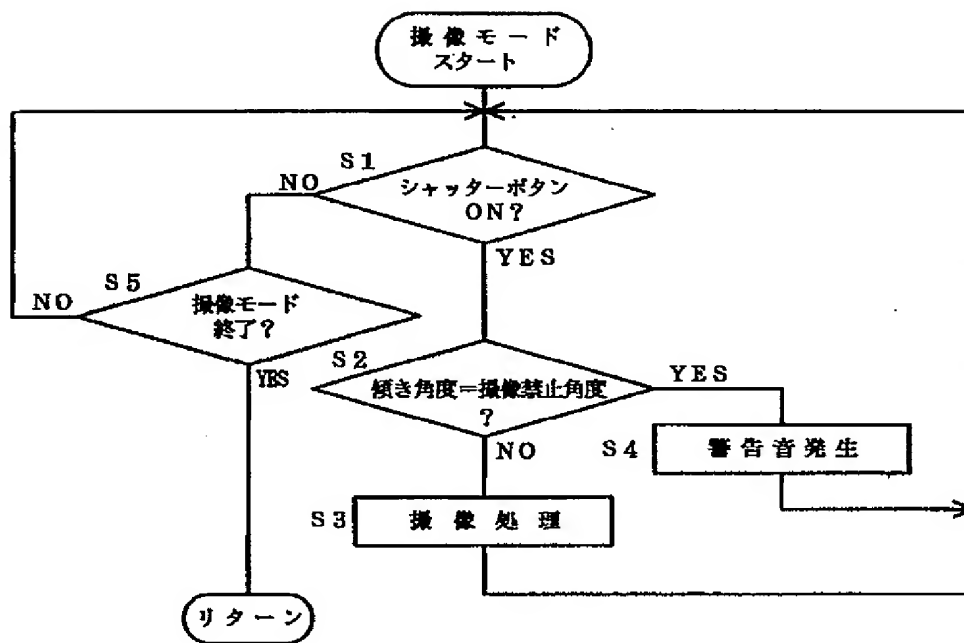 撮像モード
スタート
S1
NO
シャッターボタン
ON?
YES
S5
NO
撮像モード
終了?
YES
S2
傾き角度=撮像禁止角度
?
YES
NO
S4
警告音発生
S3
撮像処理
リターン